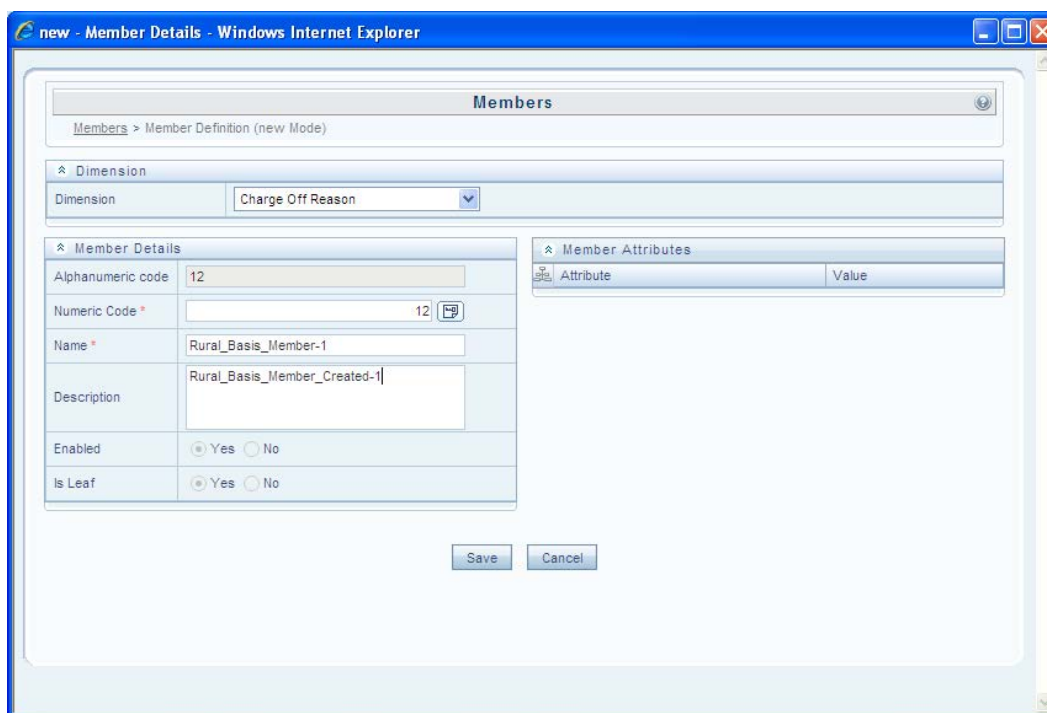 new - Member Details - Windows Internet Explorer
Members
Members > Member Definition (new Mode)
Dimension
Dimension Charge Off Reason
Member Details
Alphanumeric code 12
Numeric Code * 12
Name * Rural_Basis_Member-1
Description Rural_Basis_Member_Created-1
Enabled Yes No
Is Leaf Yes No
Member Attributes
Attribute Value
Save Cancel